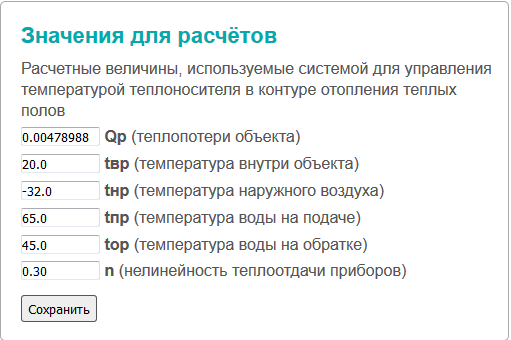 Значения для расчётов
Расчетные величины, используемые системой для управления
температурой теплоносителя в контуре отопления теплых
полов
0.00478988 Qp (теплопотери объекта)
20.0 tвр (температура внутри объекта)
-32.0 tнр (температура наружного воздуха)
65.0 tпр (температура воды на подаче)
45.0 top (температура воды на обратке)
0.30 n (нелинейность теплоотдачи приборов)
Сохранить